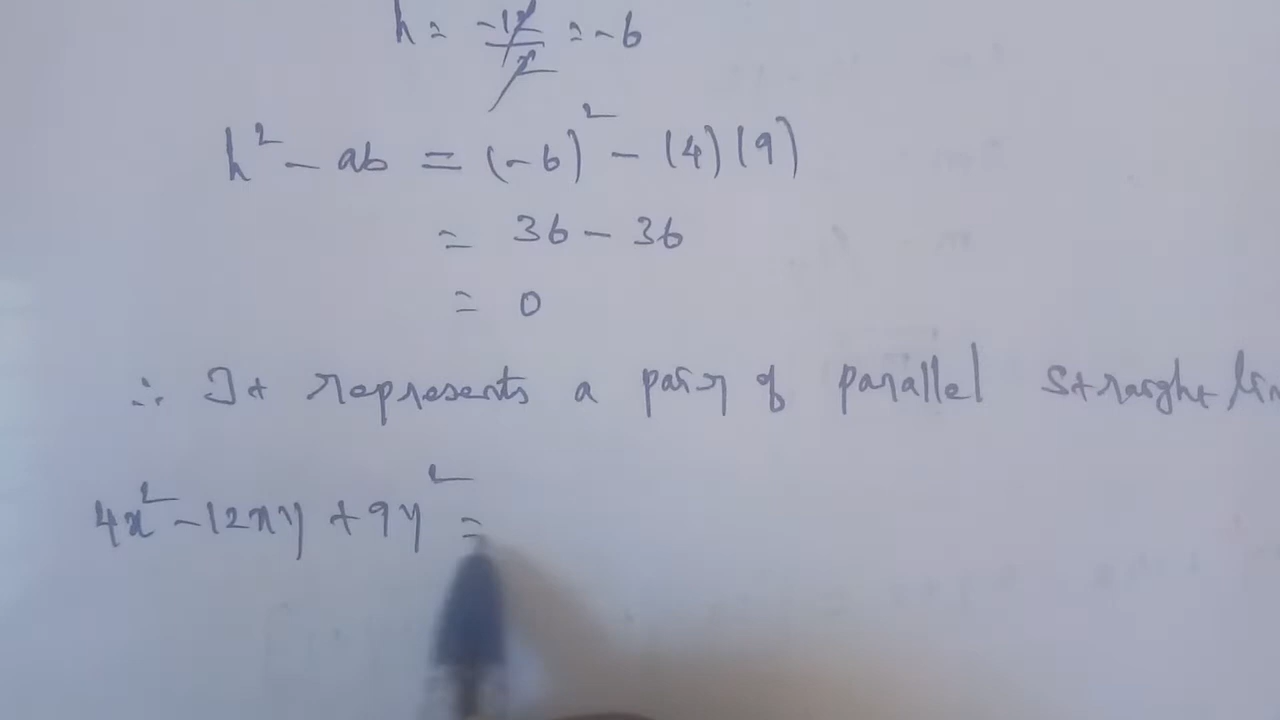 h = -12/2 = -6
h² - ab = (-6)² - (4)(9)
= 36 - 36
= 0
∴ It represents a pair of parallel straight lin
4x² - 12xy + 9y² =